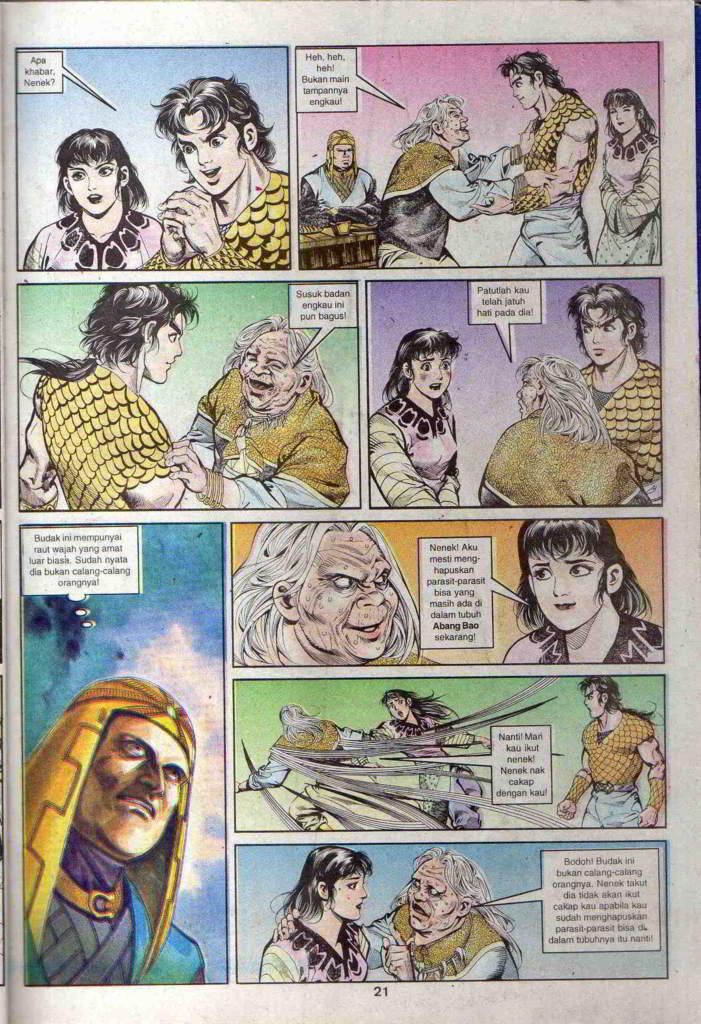 Apa
khabar,
Nenek?
Heh, heh,
heh!
Bukan main
tampannya
engkau!
Susuk badan
engkau ini
pun bagus!
Patutlah kau
telah jatuh
hati pada dia!
Budak ini mempunyai
raut wajah yang amat
luar biasa. Sudah nyata
dia bukan calang-calang
orangnya!
Nenek! Aku
mesti meng-
hapuskan
parasit-parasit
bisa yang
masih ada di
dalam tubuh
Abang Bao
sekarang!
Nanti! Mari
kau ikut
nenek!
Nenek nak
cakap
dengan kau!
Bodoh! Budak ini
bukan calang-calang
orangnya. Nenek takut
dia tidak akan ikut
cakap kau apabila kau
sudah menghapuskan
parasit-parasit bisa di
dalam tubuhnya itu nanti!
21